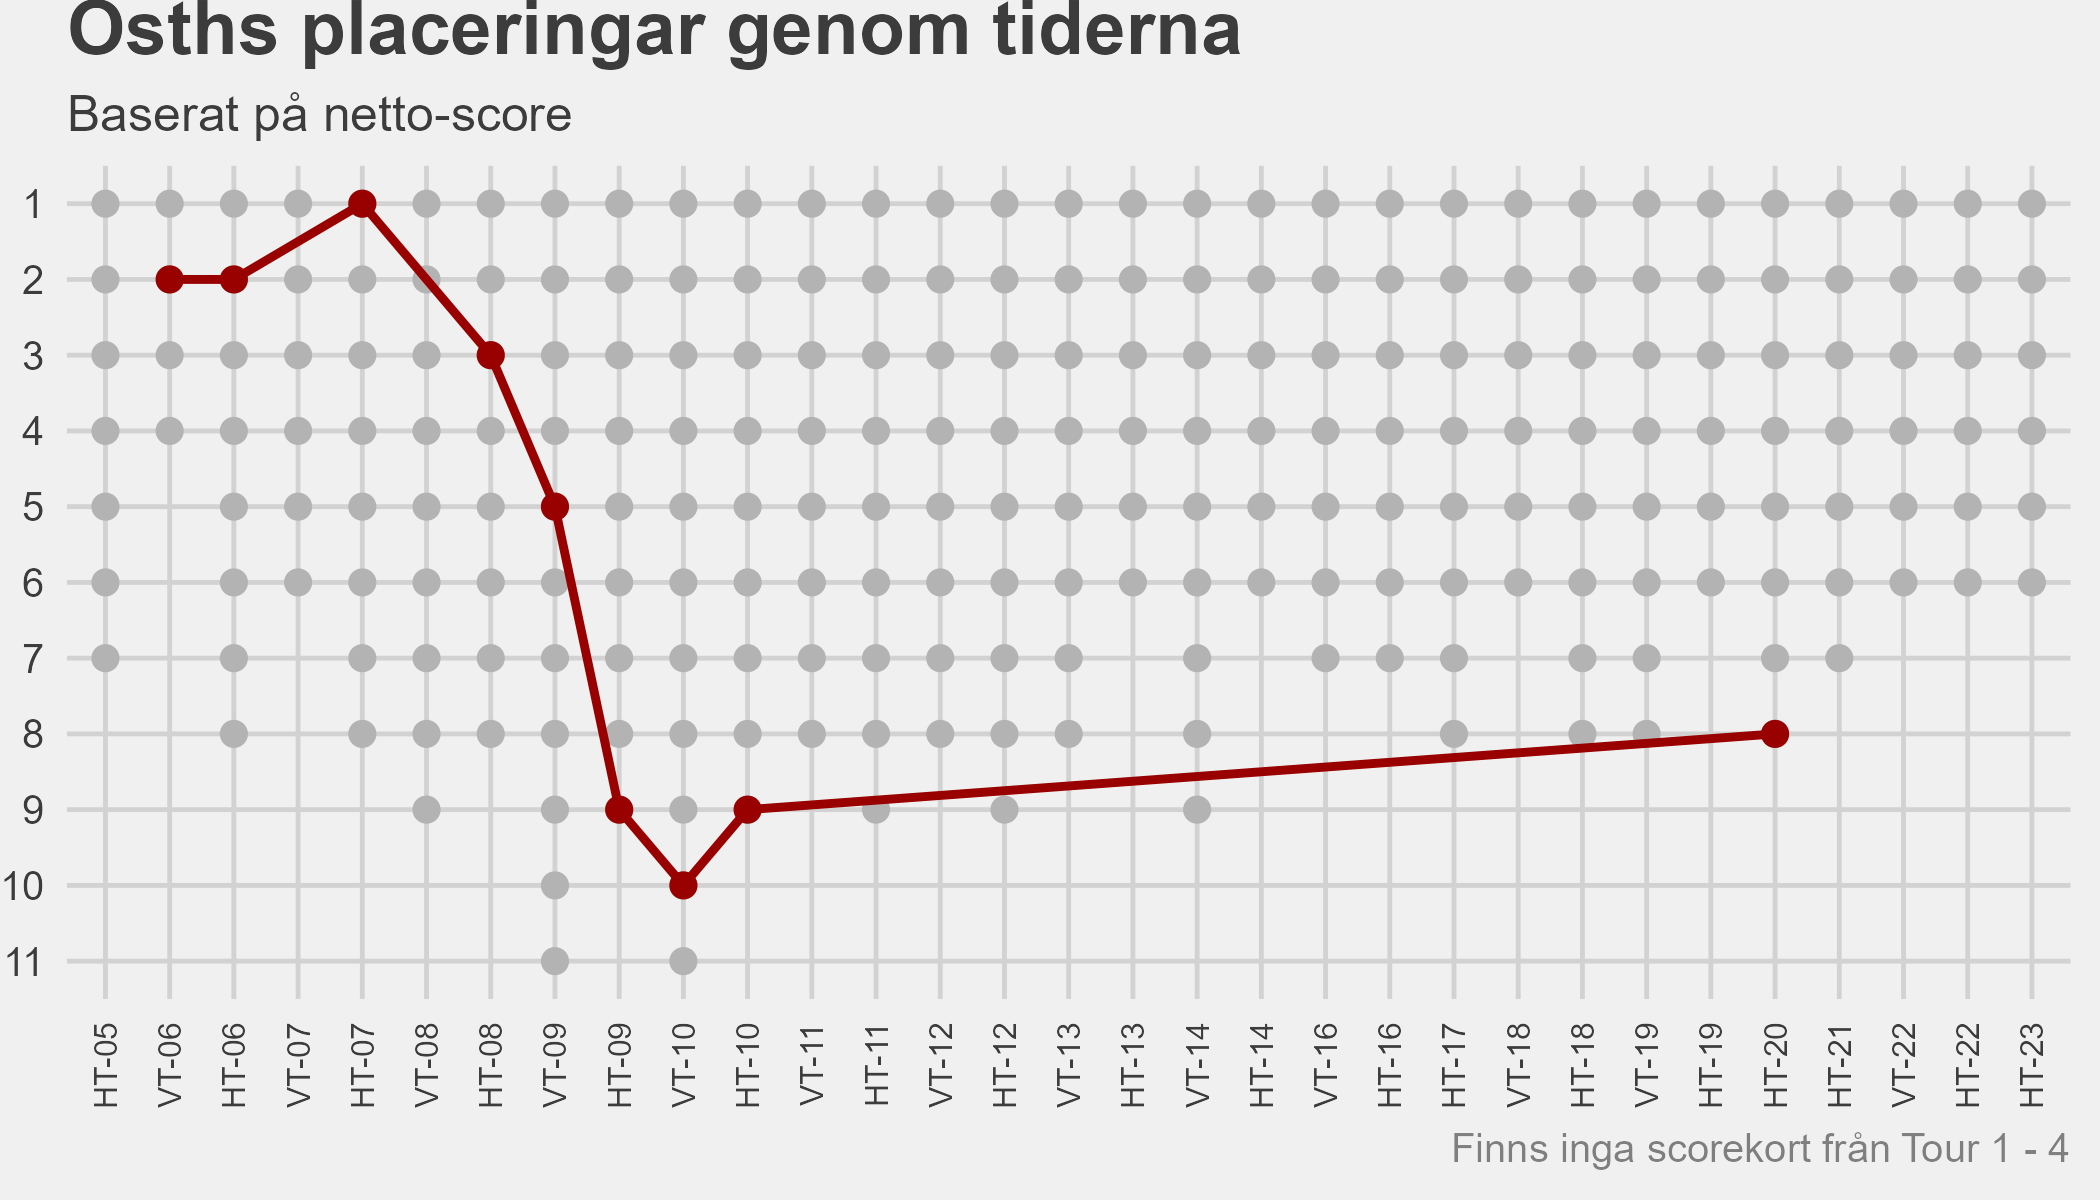 Osths placeringar genom tiderna
Baserat på netto-score
1
2
3
4
5
6
7
8
9
10
11
HT-05
VT-06
HT-06
VT-07
HT-07
VT-08
HT-08
VT-09
HT-09
VT-10
HT-10
VT-11
HT-11
VT-12
HT-12
VT-13
HT-13
VT-14
HT-14
VT-16
HT-16
HT-17
VT-18
HT-18
VT-19
HT-19
HT-20
HT-21
VT-22
HT-22
HT-23
Finns inga scorekort från Tour 1 - 4